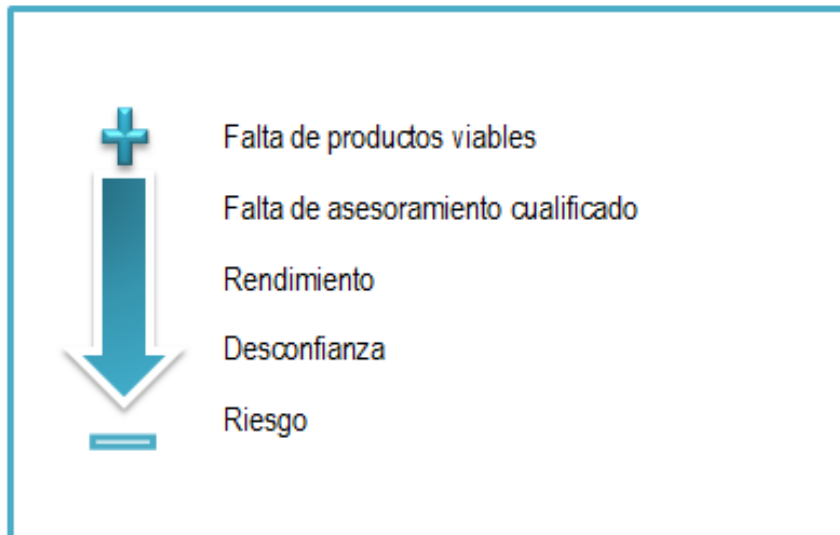 Falta de productos viables
Falta de asesoramiento cualificado
Rendimiento
Desconfianza
Riesgo